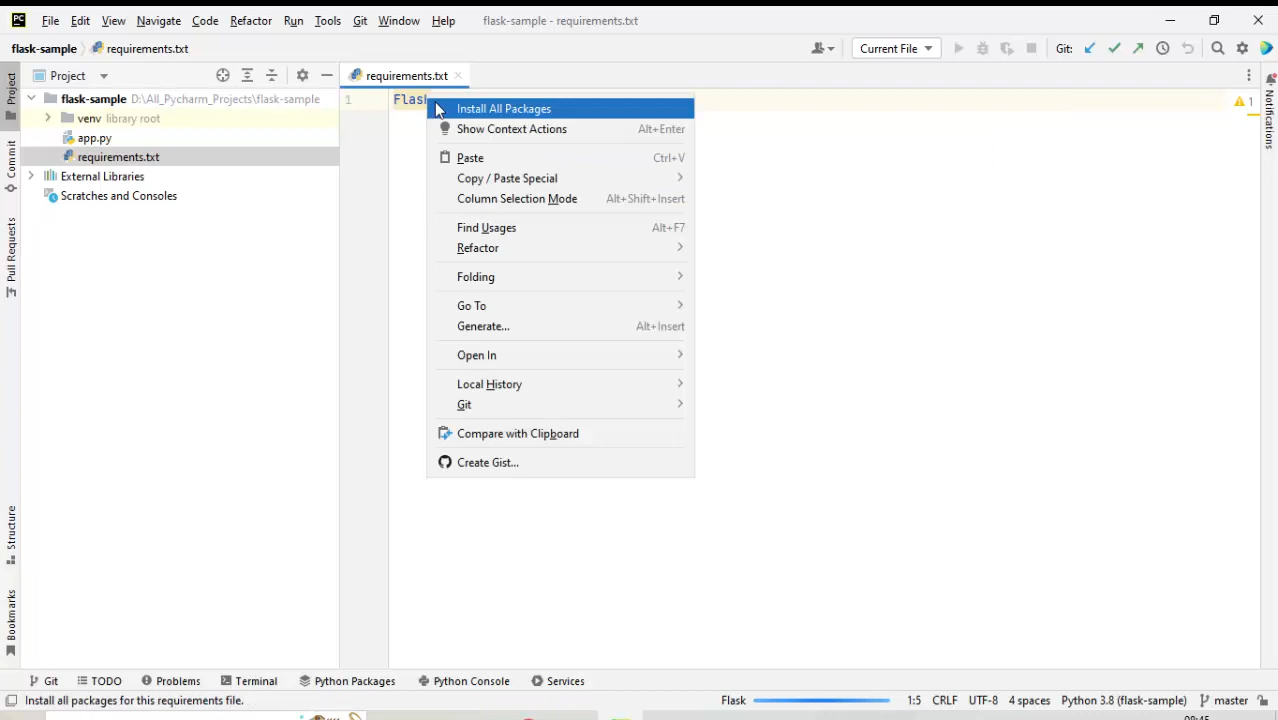 PC File Edit View Navigate Code Refactor Run Tools Git Window Help flask-sample - requirements.txt
flask-sample requirements.txt Current File Git:
Project requirements.txt
flask-sample D:\All_Pycharm_Projects\flask-sample
venv library root
app.py
requirements.txt
External Libraries
Scratches and Consoles
Project
Commit
Pull Requests
Structure
Bookmarks
1 Flask
1
Install All Packages
Show Context Actions Alt+Enter
Paste Ctrl+V
Copy / Paste Special
Column Selection Mode Alt+Shift+Insert
Find Usages Alt+F7
Refactor
Folding
Go To
Generate... Alt+Insert
Open In
Local History
Git
Compare with Clipboard
Create Gist...
Notifications
Git TODO Problems Terminal Python Packages Python Console Services
Install all packages for this requirements file. Flask 1:5 CRLF UTF-8 4 spaces Python 3.8 (flask-sample) master